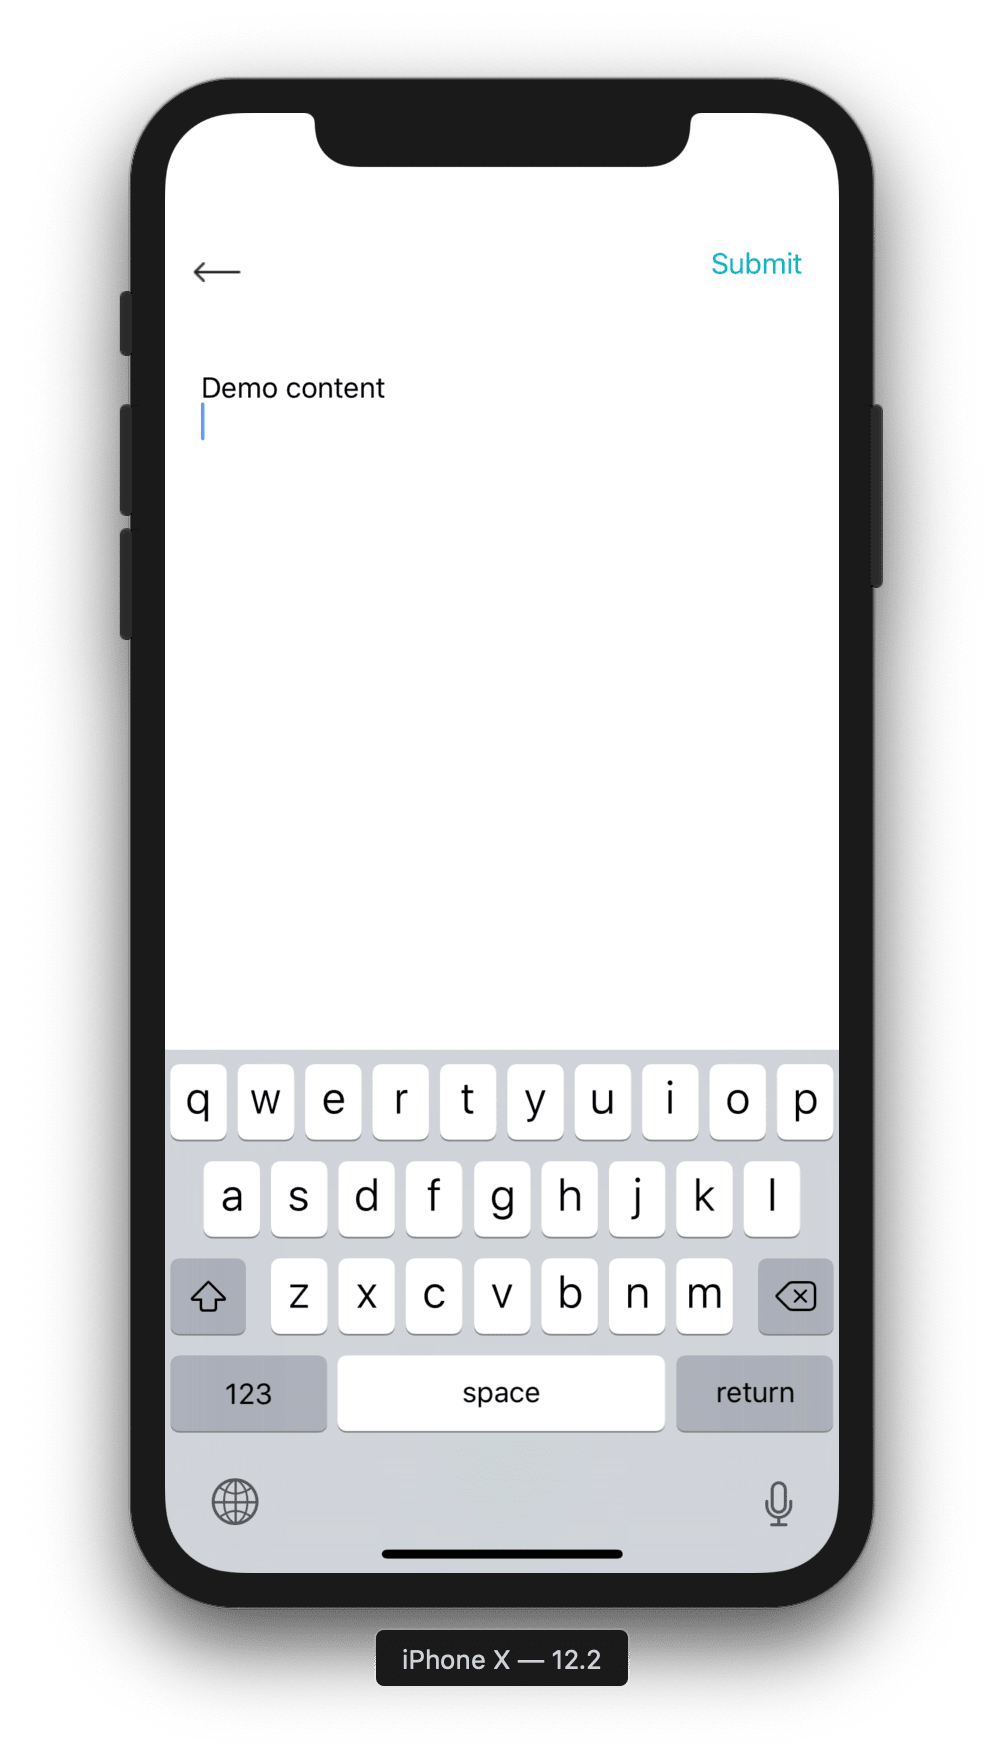 Submit
Demo content
q w e r t y u i o p
a s d f g h j k l
z x c v b n m
123 space return
iPhone X — 12.2